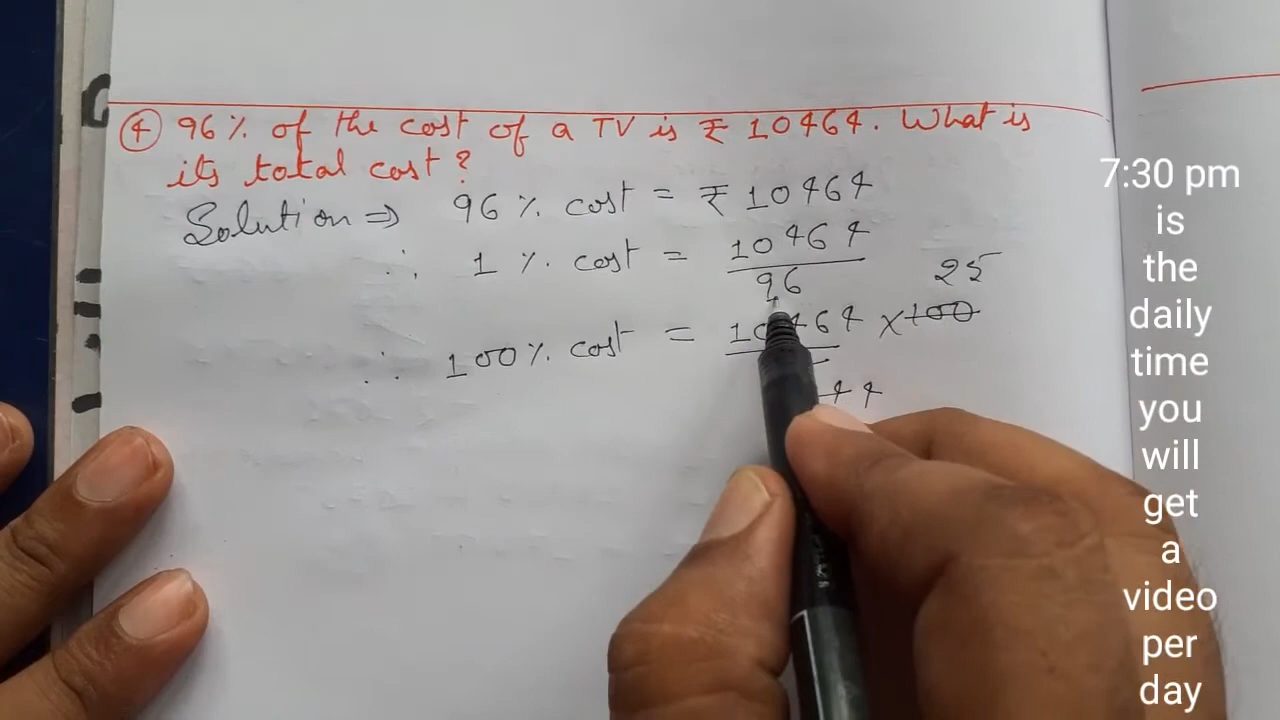 ④ 96% of the cost of a TV is ₹ 10464. What is
its total cost?
Solution ⇒ 96% cost = ₹ 10464
∴ 1% cost = 10464
96
25
∴ 100% cost = 10464 × 100
7:30 pm
is
the
daily
time
you
will
get
a
video
per
day